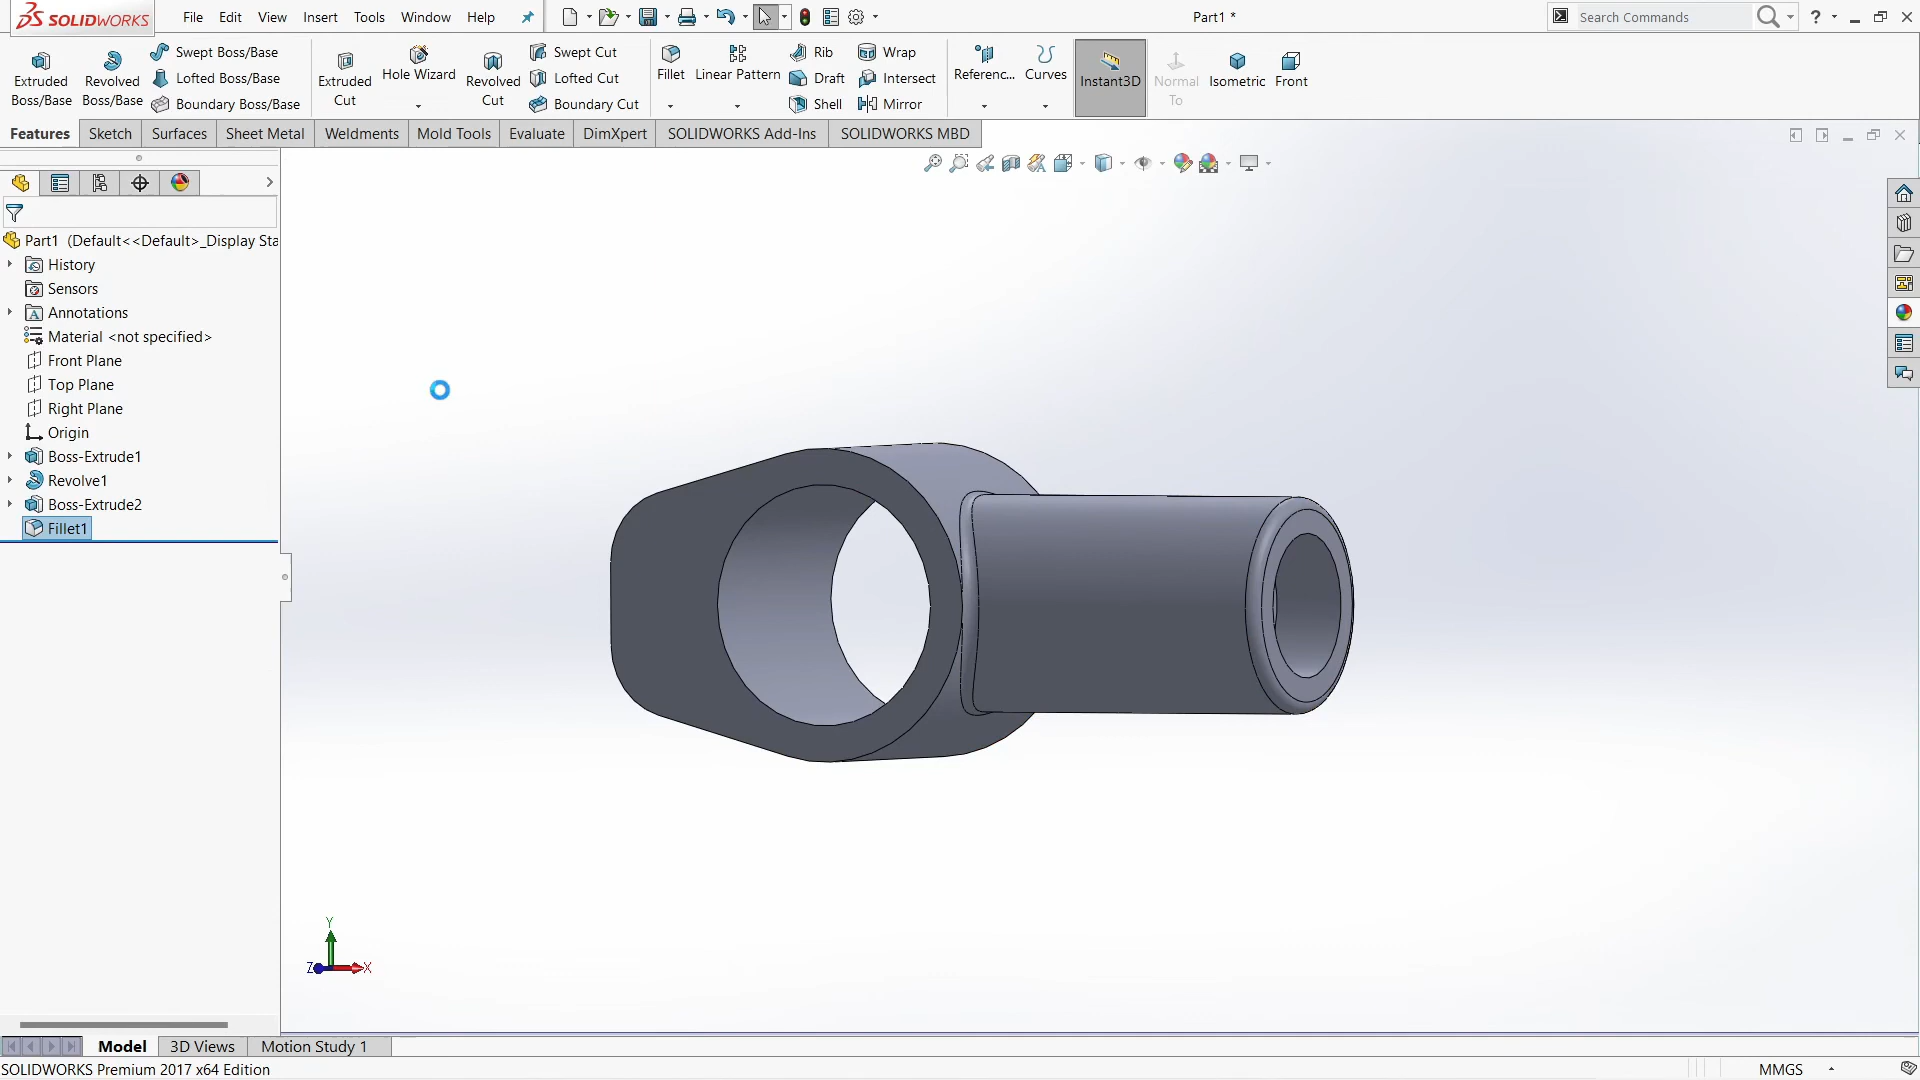 SOLIDWORKS File Edit View Insert Tools Window Help Part1 * Search Commands ?
Extruded Boss/Base
Revolved Boss/Base
Swept Boss/Base
Lofted Boss/Base
Boundary Boss/Base
Extruded Cut
Hole Wizard
Revolved Cut
Swept Cut
Lofted Cut
Boundary Cut
Fillet
Linear Pattern
Rib
Draft
Shell
Wrap
Intersect
Mirror
Referenc...
Curves
Instant3D
Normal To
Isometric
Front
Features Sketch Surfaces Sheet Metal Weldments Mold Tools Evaluate DimXpert SOLIDWORKS Add-Ins SOLIDWORKS MBD
Part1 (Default<<Default>_Display Sta
History
Sensors
A Annotations
Material <not specified>
Front Plane
Top Plane
Right Plane
Origin
Boss-Extrude1
Revolve1
Boss-Extrude2
Fillet1
Y
Z X
Model 3D Views Motion Study 1
SOLIDWORKS Premium 2017 x64 Edition MMGS